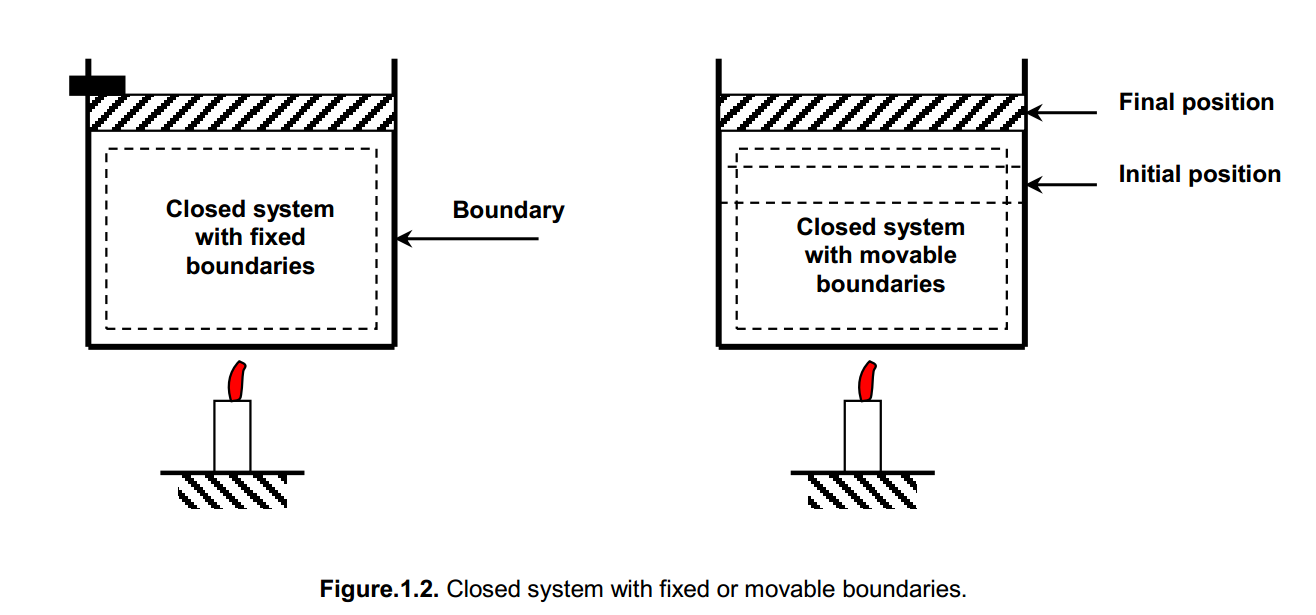 Final position
Initial position
Closed system
with fixed
boundaries
Boundary
Closed system
with movable
boundaries
Figure.1.2. Closed system with fixed or movable boundaries.